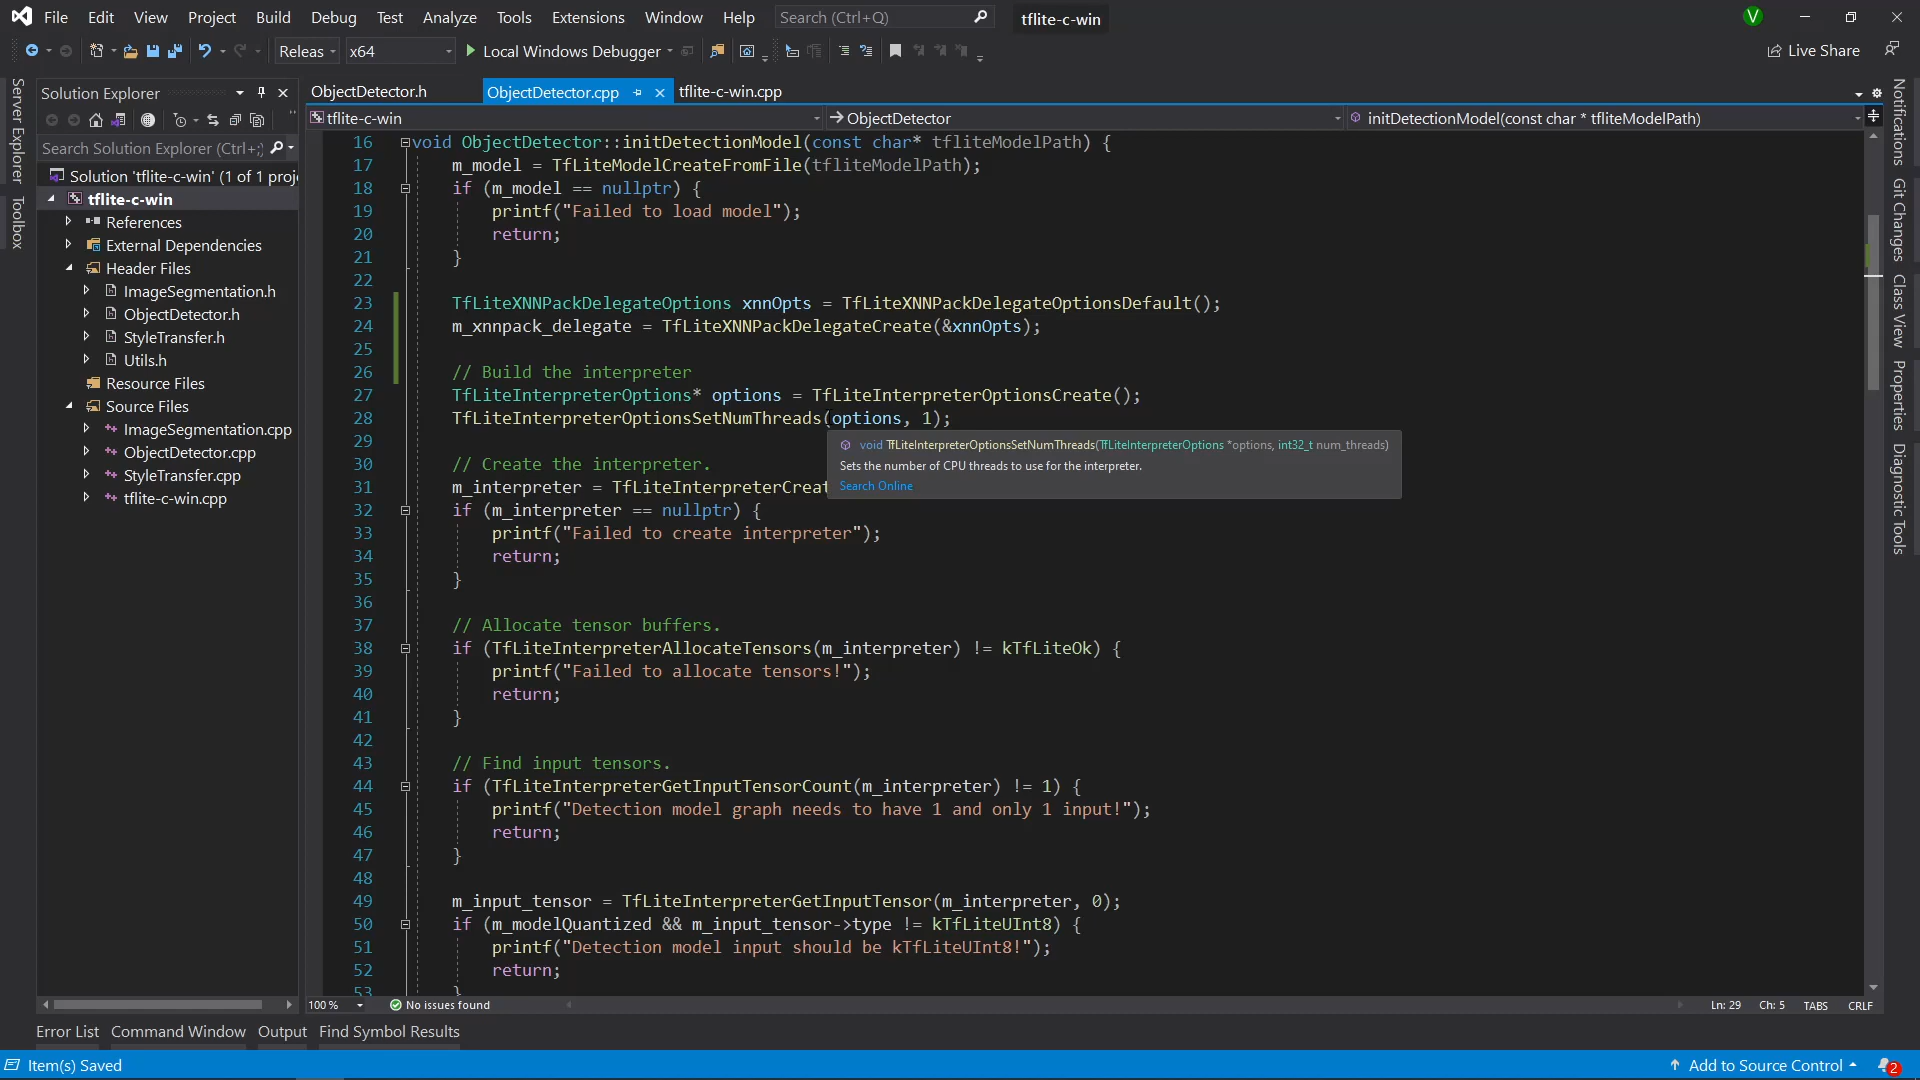 File Edit View Project Build Debug Test Analyze Tools Extensions Window Help Search (Ctrl+Q) tflite-c-win V
Releas x64 Local Windows Debugger Live Share
Server Explorer
Toolbox
Solution Explorer
Search Solution Explorer (Ctrl+;
Solution 'tflite-c-win' (1 of 1 proj
tflite-c-win
References
External Dependencies
Header Files
ImageSegmentation.h
ObjectDetector.h
StyleTransfer.h
Utils.h
Resource Files
Source Files
ImageSegmentation.cpp
ObjectDetector.cpp
StyleTransfer.cpp
tflite-c-win.cpp
ObjectDetector.h ObjectDetector.cpp tflite-c-win.cpp
tflite-c-win ObjectDetector initDetectionModel(const char * tfliteModelPath)
16 void ObjectDetector::initDetectionModel(const char* tfliteModelPath) {
17 m_model = TfLiteModelCreateFromFile(tfliteModelPath);
18 if (m_model == nullptr) {
19 printf("Failed to load model");
20 return;
21 }
22
23 TfLiteXNNPackDelegateOptions xnnOpts = TfLiteXNNPackDelegateOptionsDefault();
24 m_xnnpack_delegate = TfLiteXNNPackDelegateCreate(&xnnOpts);
25
26 // Build the interpreter
27 TfLiteInterpreterOptions* options = TfLiteInterpreterOptionsCreate();
28 TfLiteInterpreterOptionsSetNumThreads(options, 1);
29
void TfLiteInterpreterOptionsSetNumThreads(TfLiteInterpreterOptions *options, int32_t num_threads)
Sets the number of CPU threads to use for the interpreter.
Search Online
30 // Create the interpreter.
31 m_interpreter = TfLiteInterpreterCreat
32 if (m_interpreter == nullptr) {
33 printf("Failed to create interpreter");
34 return;
35 }
36
37 // Allocate tensor buffers.
38 if (TfLiteInterpreterAllocateTensors(m_interpreter) != kTfLiteOk) {
39 printf("Failed to allocate tensors!");
40 return;
41 }
42
43 // Find input tensors.
44 if (TfLiteInterpreterGetInputTensorCount(m_interpreter) != 1) {
45 printf("Detection model graph needs to have 1 and only 1 input!");
46 return;
47 }
48
49 m_input_tensor = TfLiteInterpreterGetInputTensor(m_interpreter, 0);
50 if (m_modelQuantized && m_input_tensor->type != kTfLiteUInt8) {
51 printf("Detection model input should be kTfLiteUInt8!");
52 return;
53 }
Notifications
Git Changes
Class View
Properties
Diagnostic Tools
100 % No issues found Ln: 29 Ch: 5 TABS CRLF
Error List Command Window Output Find Symbol Results
Item(s) Saved Add to Source Control 2